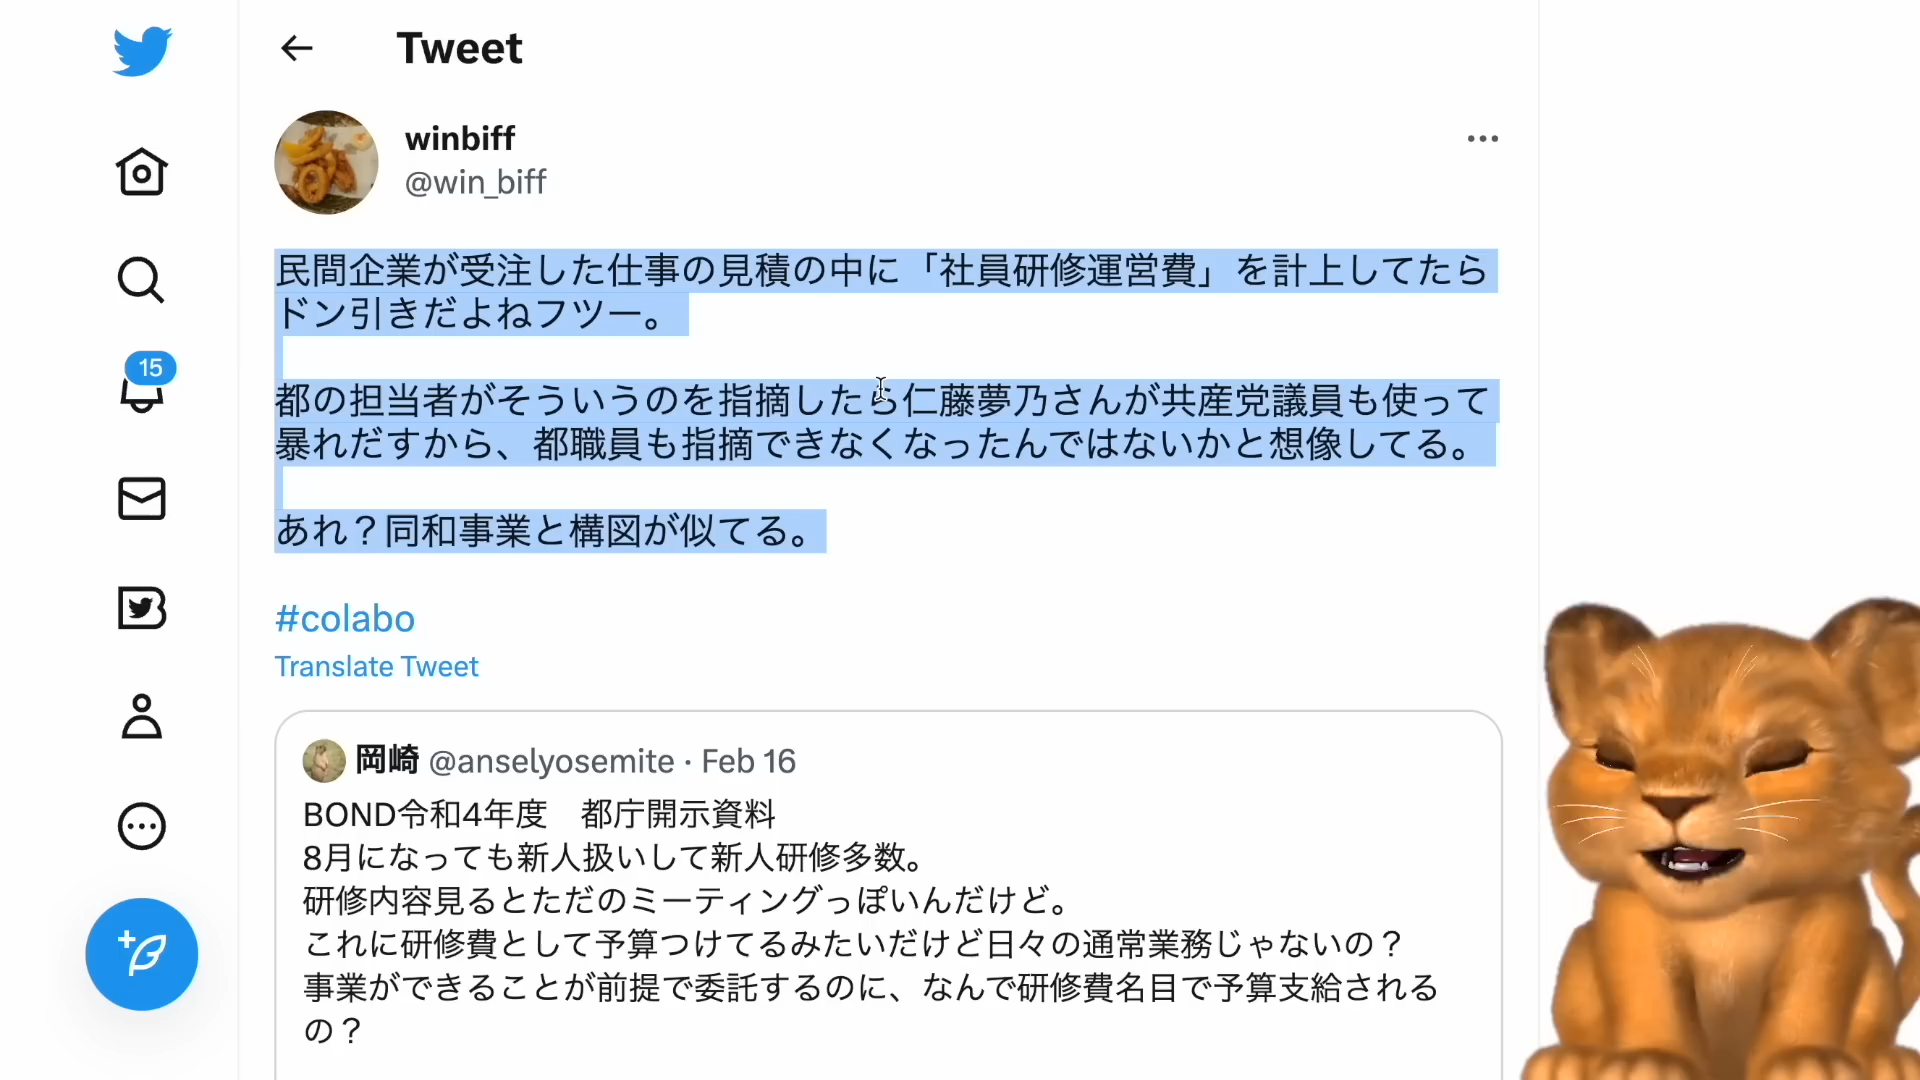 Tweet
winbiff
@win_biff
民間企業が受注した仕事の見積の中に「社員研修運営費」を計上してたら
ドン引きだよねフツー。
都の担当者がそういうのを指摘したら仁藤夢乃さんが共産党議員も使って
暴れだすから、都職員も指摘できなくなったんではないかと想像してる。
あれ？同和事業と構図が似てる。
#colabo
Translate Tweet
岡崎 @anselyosemite · Feb 16
BOND令和4年度　都庁開示資料
8月になっても新人扱いして新人研修多数。
研修内容見るとただのミーティングっぽいんだけど。
これに研修費として予算つけてるみたいだけど日々の通常業務じゃないの？
事業ができることが前提で委託するのに、なんで研修費名目で予算支給される
の？
15